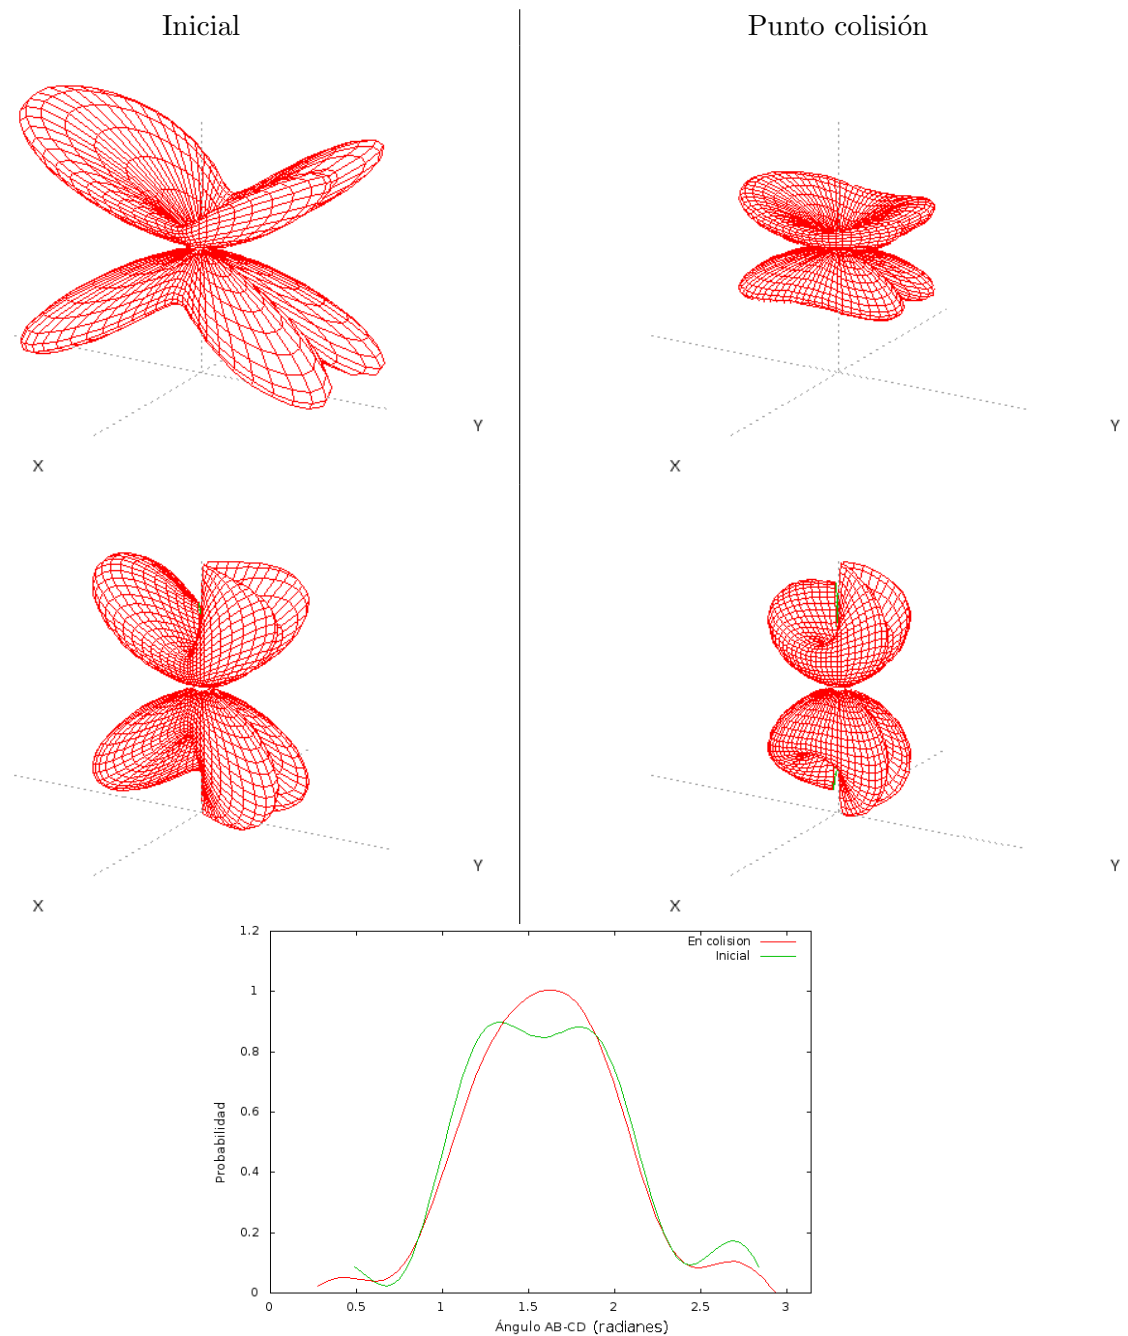 Inicial
Punto colisión
Y
X
Y
X
Y
X
Y
X
En colision
Inicial
1.2
1
0.8
0.6
0.4
0.2
0
Probabilidad
0
0.5
1
1.5
2
2.5
3
Ángulo AB-CD (radianes)